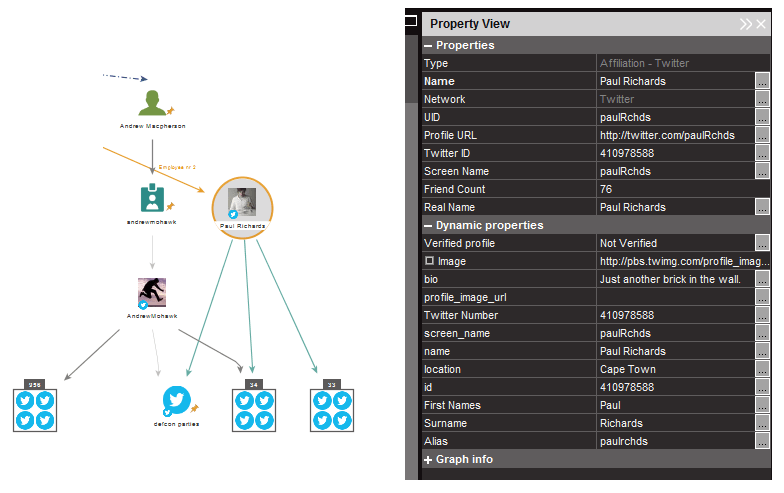 Andrew Macpherson
Employee nr 2
andrewmohawk
Paul Richards
AndrewMohawk
956
34
33
defcon parties
Property View
Properties
Type Affiliation - Twitter
Name Paul Richards
Network Twitter
UID paulRchds
Profile URL http://twitter.com/paulRchds
Twitter ID 410978588
Screen Name paulRchds
Friend Count 76
Real Name Paul Richards
Dynamic properties
Verified profile Not Verified
Image http://pbs.twimg.com/profile_imag...
bio Just another brick in the wall.
profile_image_url
Twitter Number 410978588
screen_name paulRchds
name Paul Richards
location Cape Town
id 410978588
First Names Paul
Surname Richards
Alias paulrchds
Graph info